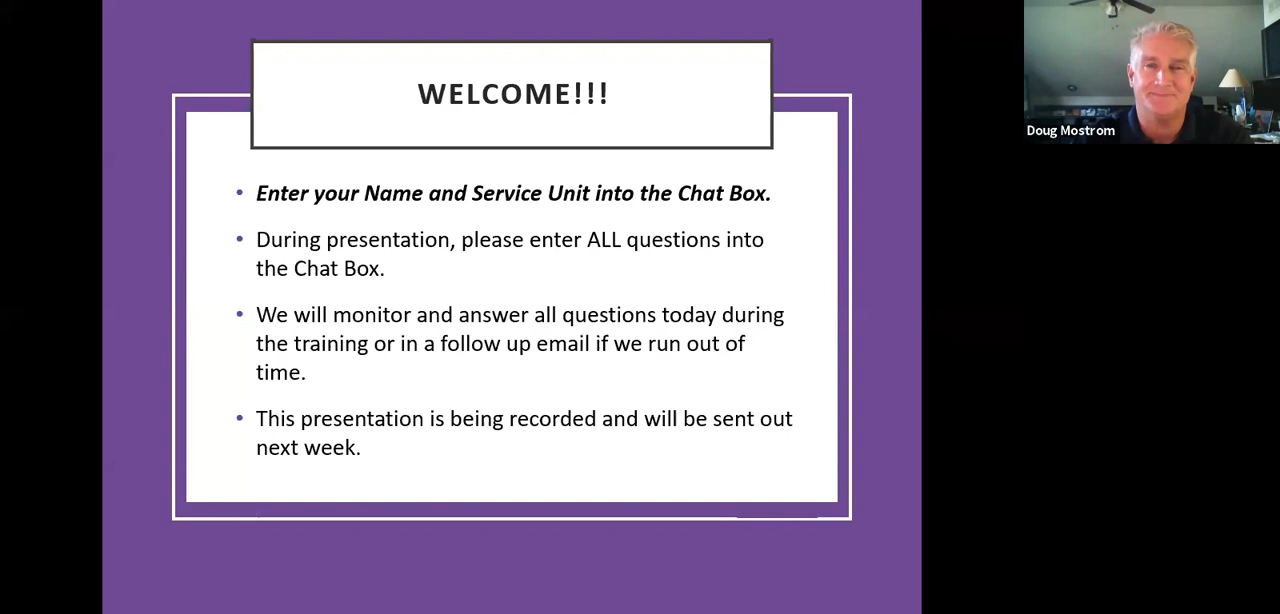 WELCOME!!!
• Enter your Name and Service Unit into the Chat Box.
• During presentation, please enter ALL questions into
the Chat Box.
• We will monitor and answer all questions today during
the training or in a follow up email if we run out of
time.
• This presentation is being recorded and will be sent out
next week.
Doug Mostrom